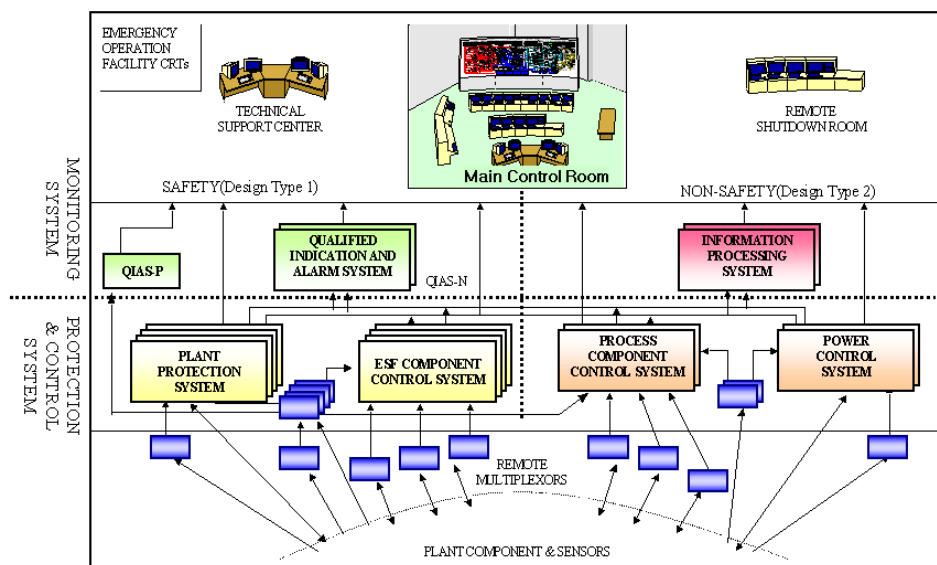 EMERGENCY
OPERATION
FACILITY CRTs
TECHNICAL
SUPPORT CENTER
Main Control Room
REMOTE
SHUTDOWN ROOM
MONITORING
SYSTEM
SAFETY(Design Type 1)
NON-SAFETY(Design Type 2)
QIAS-P
QUALIFIED
INDICATION AND
ALARM SYSTEM
QIAS-N
INFORMATION
PROCESSING
SYSTEM
PROTECTION
& CONTROL
SYSTEM
PLANT
PROTECTION
SYSTEM
ESF COMPONENT
CONTROL SYSTEM
PROCESS
COMPONENT
CONTROL SYSTEM
POWER
CONTROL
SYSTEM
REMOTE
MULTIPLEXORS
PLANT COMPONENT & SENSORS